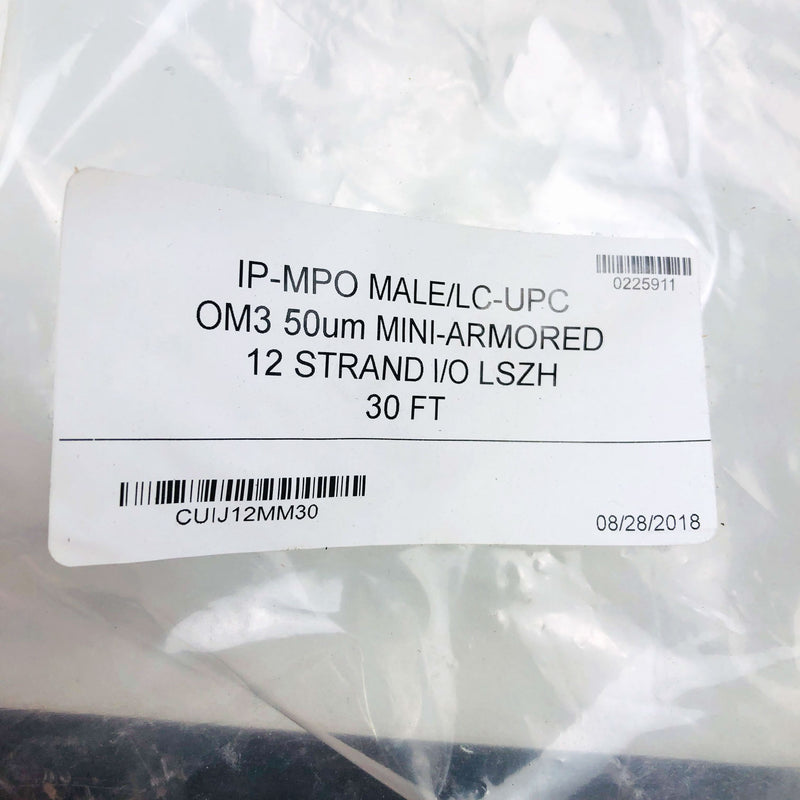 IP-MPO MALE/LC-UPC
0225911
OM3 50um MINI-ARMORED
12 STRAND I/O LSZH
30 FT
CUIJ12MM30
08/28/2018